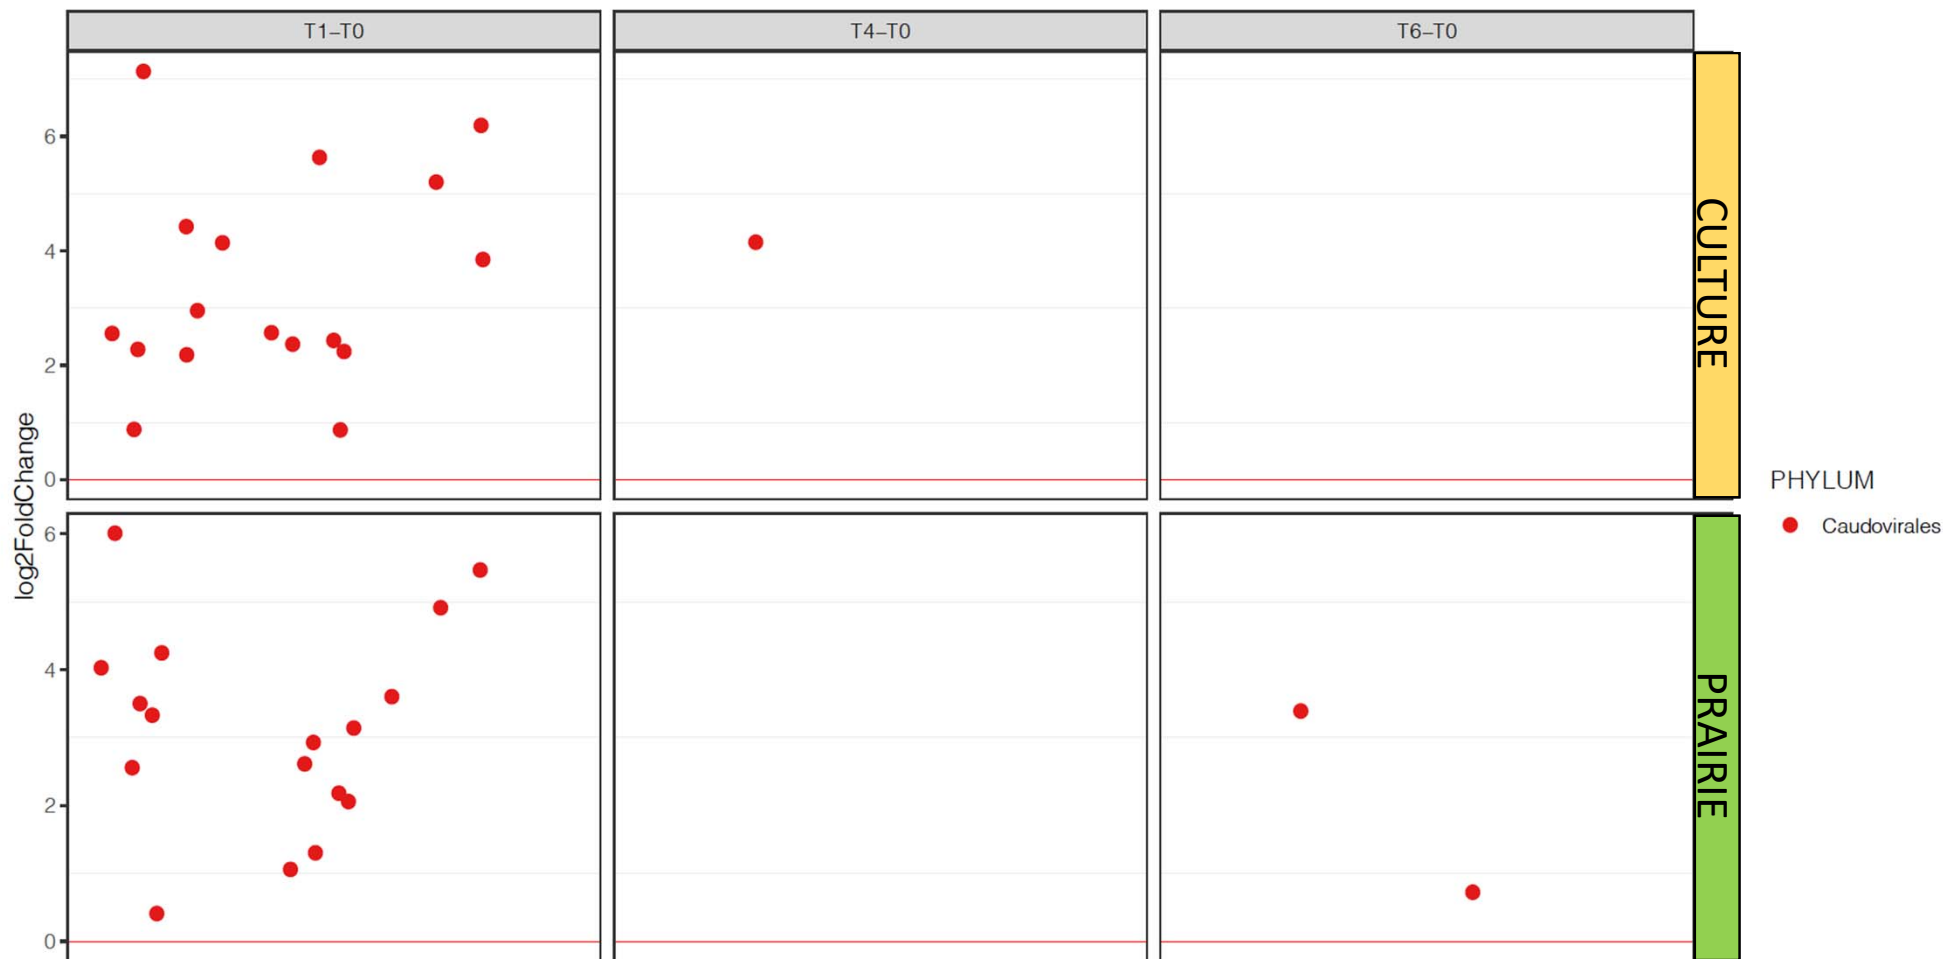 T1–T0
T4–T0
T6–T0
6
4
2
0
CULTURE
log2FoldChange
6
4
2
0
PRAIRIE
PHYLUM
Caudovirales